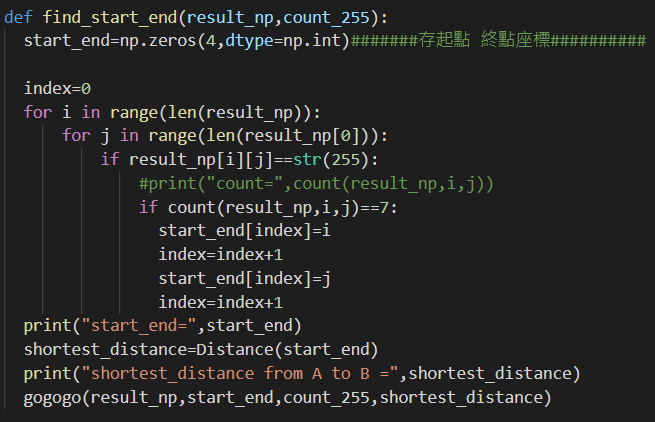 def find_start_end(result_np,count_255):
  start_end=np.zeros(4,dtype=np.int)#######存起點 終點座標##########

  index=0
  for i in range(len(result_np)):
      for j in range(len(result_np[0])):
          if result_np[i][j]==str(255):
              #print("count=",count(result_np,i,j))
              if count(result_np,i,j)==7:
                start_end[index]=i
                index=index+1
                start_end[index]=j
                index=index+1
  print("start_end=",start_end)
  shortest_distance=Distance(start_end)
  print("shortest_distance from A to B =",shortest_distance)
  gogogo(result_np,start_end,count_255,shortest_distance)